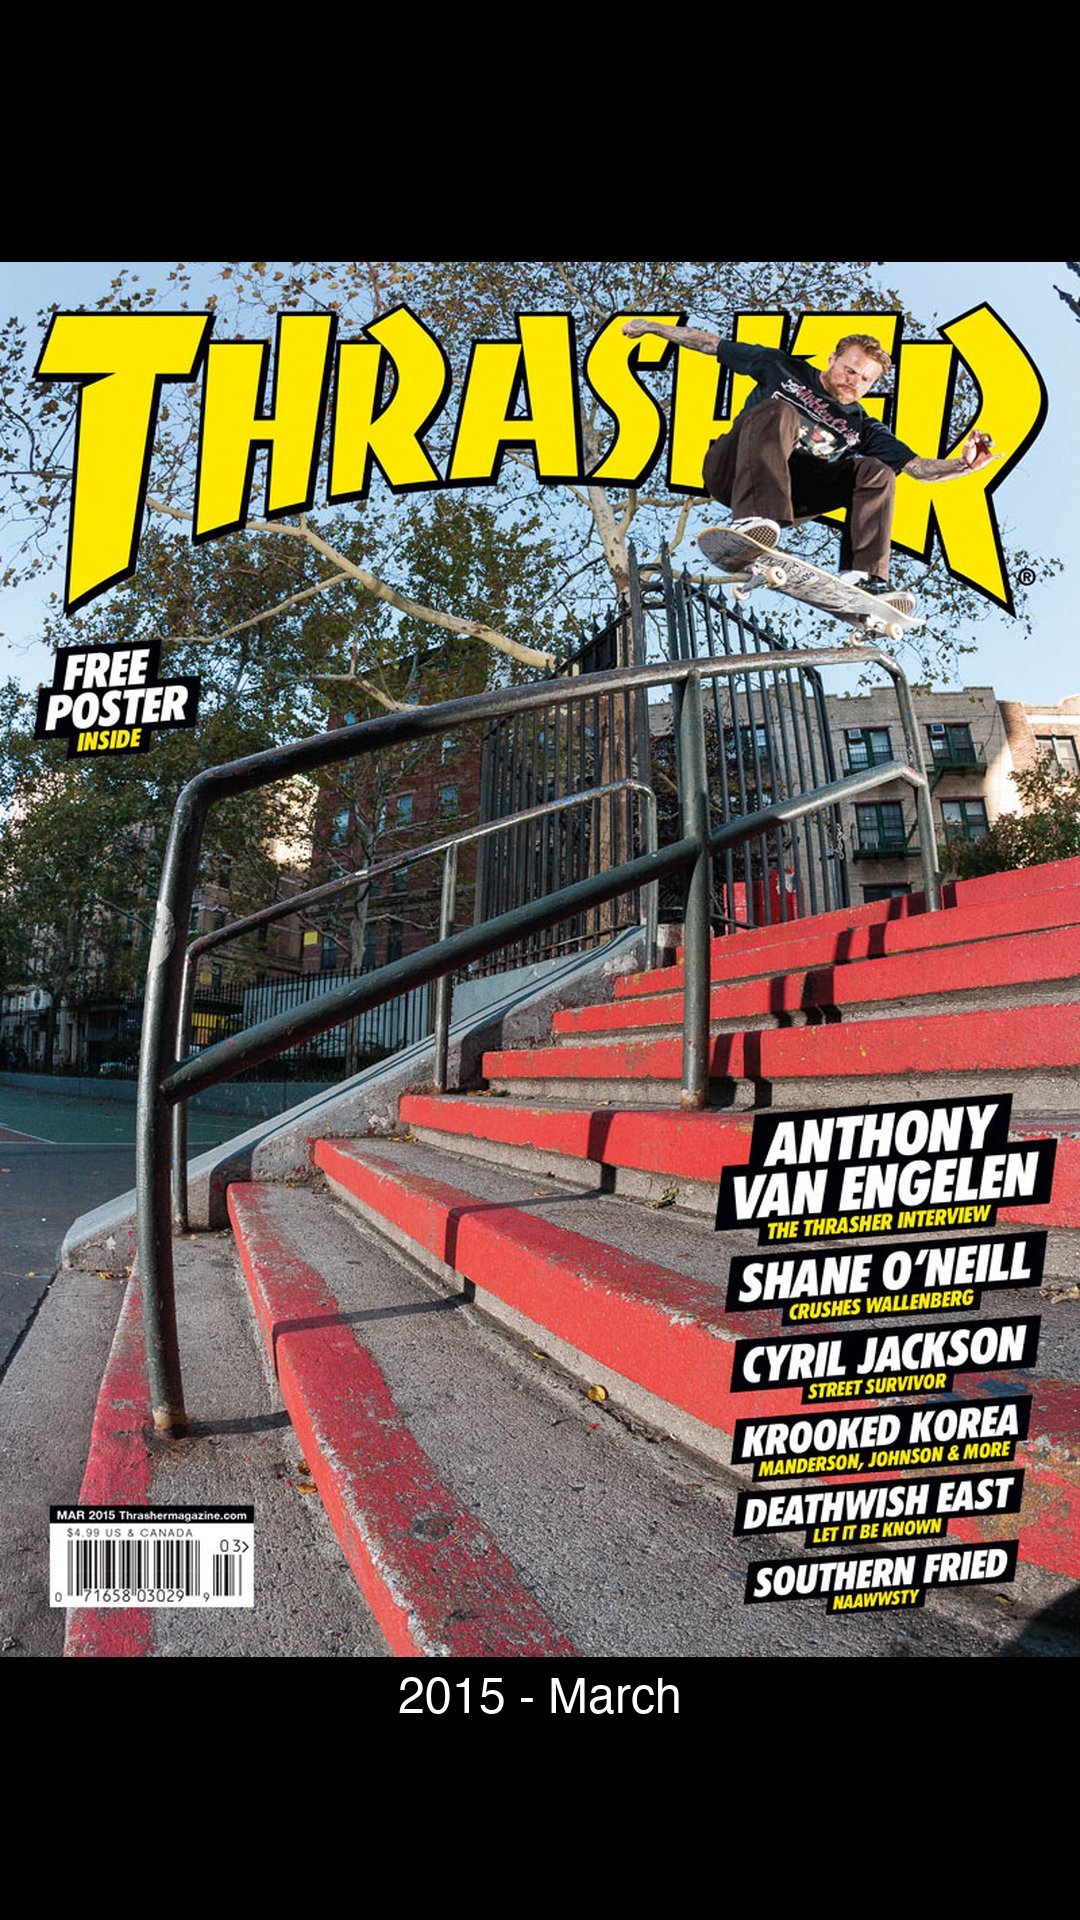 THRASHER®
FREE
POSTER
INSIDE
ANTHONY
VAN ENGELEN
THE THRASHER INTERVIEW
SHANE O'NEILL
CRUSHES WALLENBERG
CYRIL JACKSON
STREET SURVIVOR
KROOKED KOREA
MANDERSON, JOHNSON & MORE
DEATHWISH EAST
LET IT BE KNOWN
SOUTHERN FRIED
NAAWWSTY
MAR 2015 Thrashermagazine.com
$4.99 US & CANADA
03>
0 71658 03029 9
2015 - March